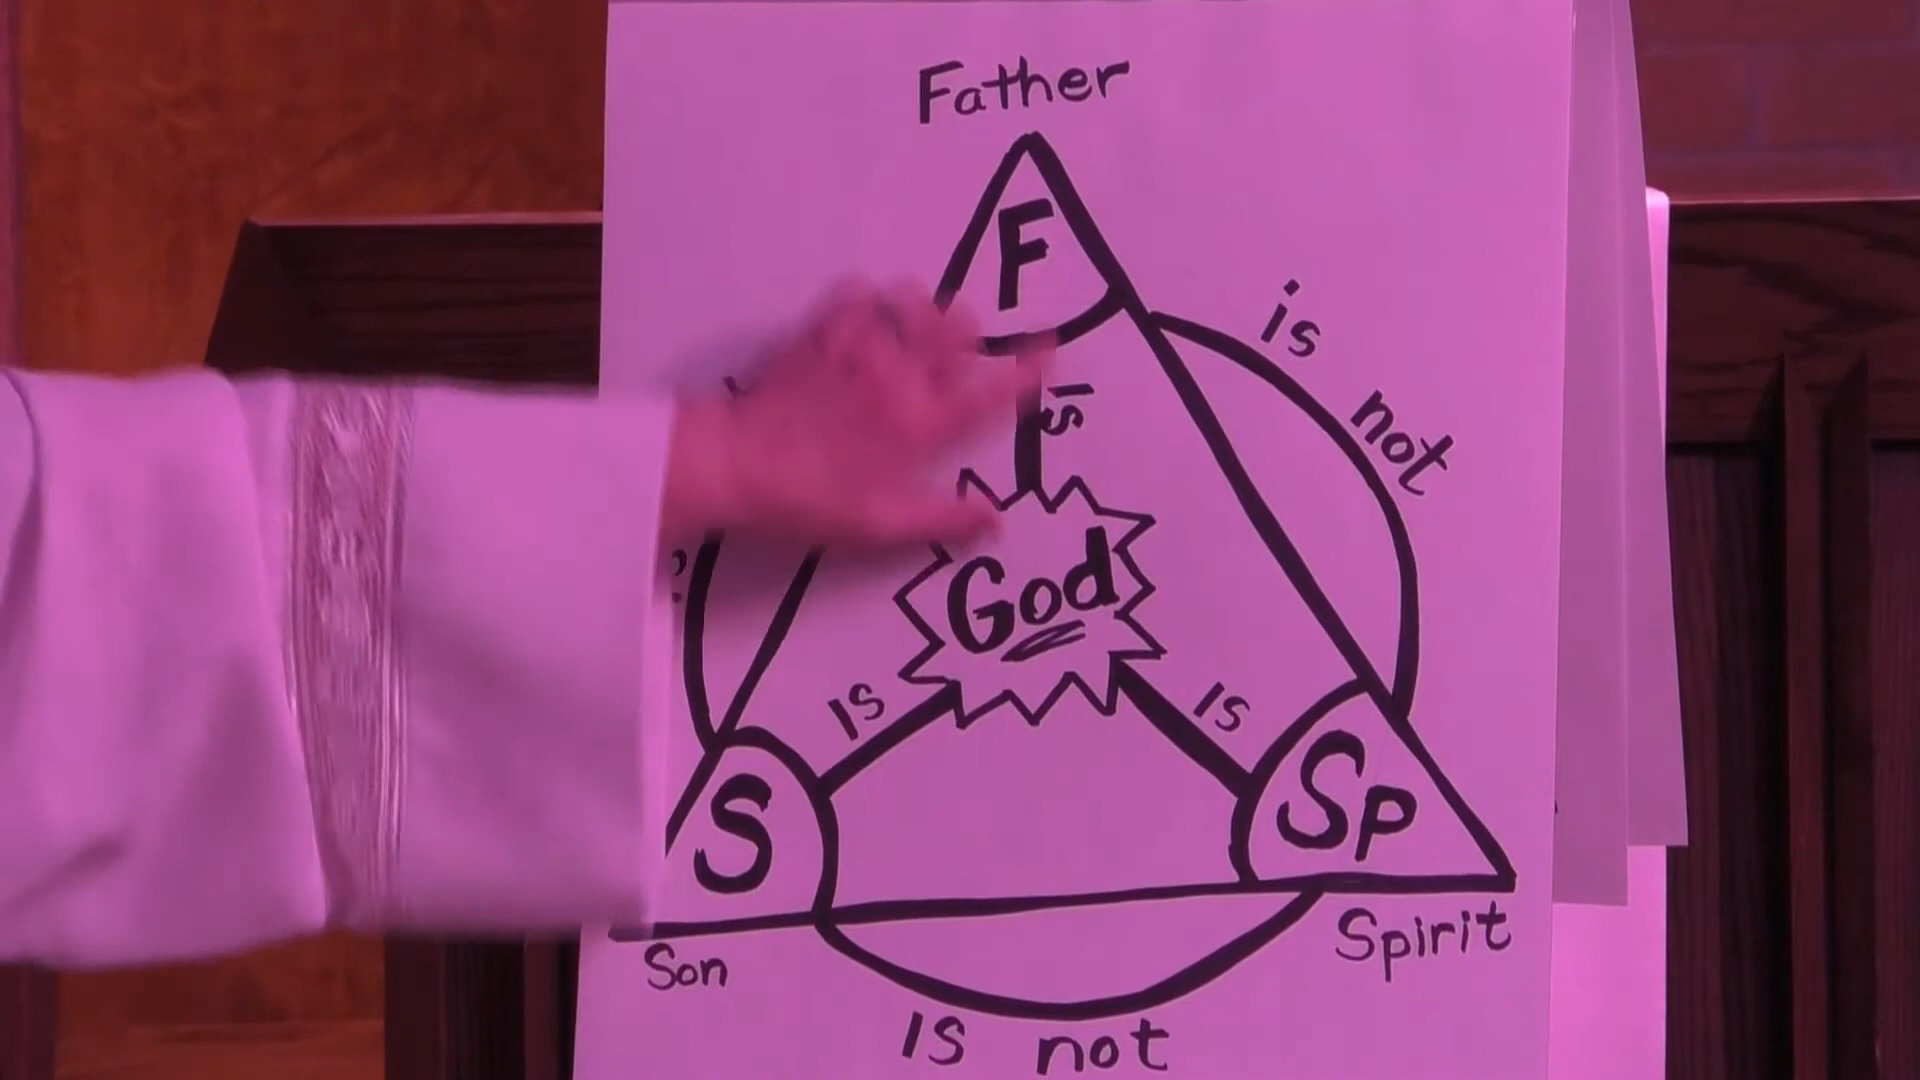 Father
F
is not
is
God
is
is
S
Sp
Son
Spirit
is not